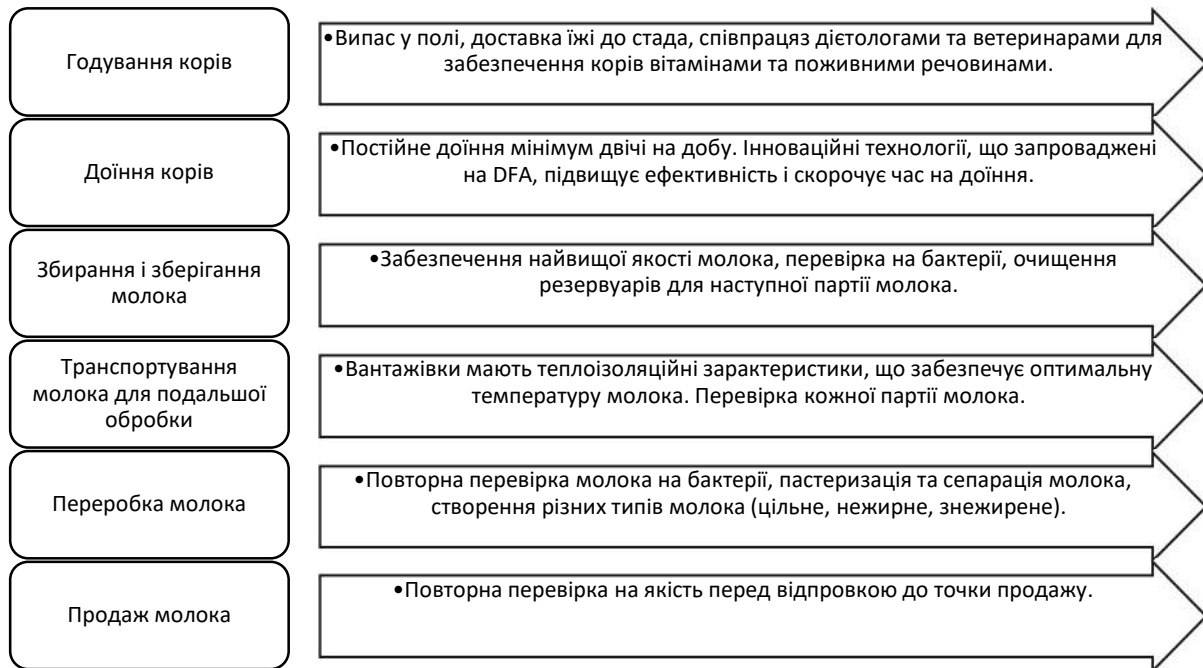 Годування корів
•Випас у полі, доставка їжі до стада, співпрацяз дієтологами та ветеринарами для
забезпечення корів вітамінами та поживними речовинами.
Доїння корів
•Постійне доїння мінімум двічі на добу. Інноваційні технології, що запроваджені
на DFA, підвищує ефективність і скорочує час на доїння.
Збирання і зберігання
молока
•Забезпечення найвищої якості молока, перевірка на бактерії, очищення
резервуарів для наступної партії молока.
Транспортування
молока для подальшої
обробки
•Вантажівки мають теплоізоляційні зарактеристики, що забезпечує оптимальну
температуру молока. Перевірка кожної партії молока.
Переробка молока
•Повторна перевірка молока на бактерії, пастеризація та сепарація молока,
створення різних типів молока (цільне, нежирне, знежирене).
Продаж молока
•Повторна перевірка на якість перед відпровкою до точки продажу.